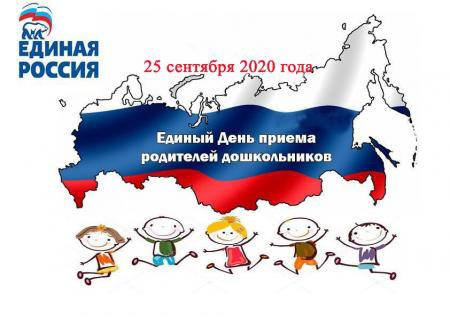 ЕДИНАЯ
РОССИЯ
25 сентября 2020 года
Единый День приема
родителей дошкольников